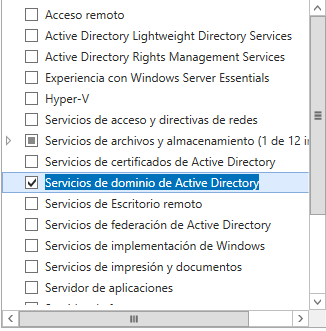 Acceso remoto
Active Directory Lightweight Directory Services
Active Directory Rights Management Services
Experiencia con Windows Server Essentials
Hyper-V
Servicios de acceso y directivas de redes
Servicios de archivos y almacenamiento (1 de 12
Servicios de certificados de Active Directory
Servicios de dominio de Active Directory
Servicios de Escritorio remoto
Servicios de federación de Active Directory
Servicios de implementación de Windows
Servicios de impresión y documentos
Servidor de aplicaciones